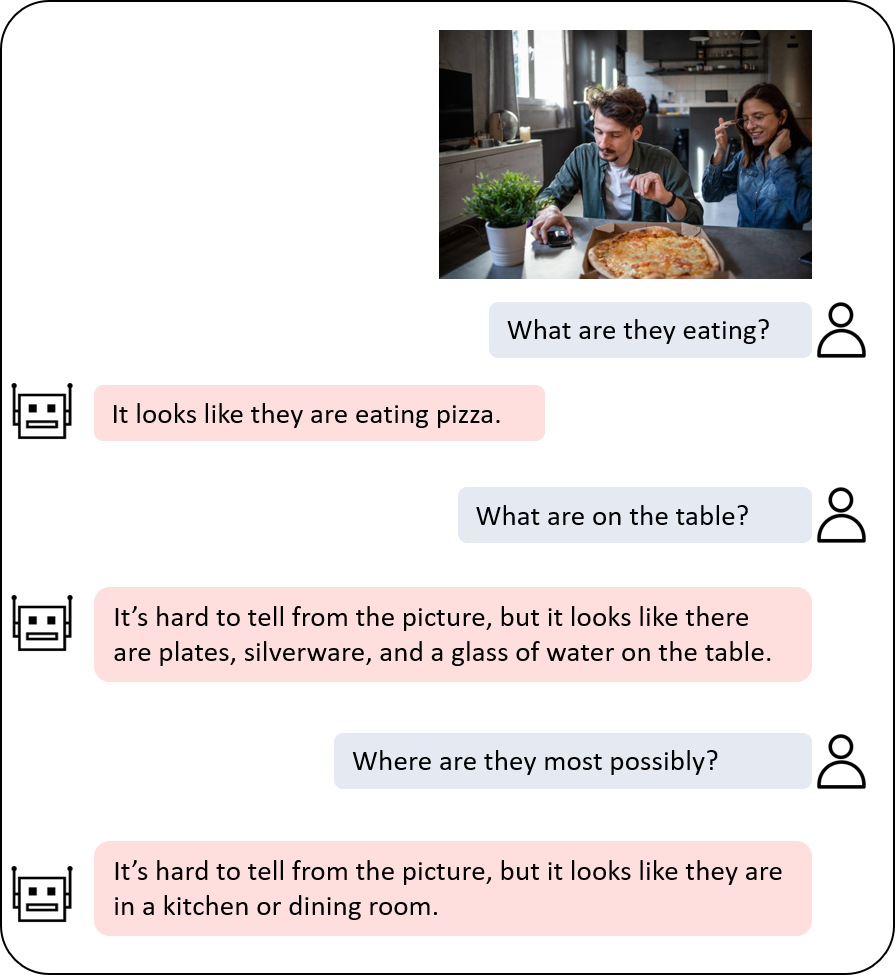 What are they eating?
It looks like they are eating pizza.
What are on the table?
It’s hard to tell from the picture, but it looks like there
are plates, silverware, and a glass of water on the table.
Where are they most possibly?
It’s hard to tell from the picture, but it looks like they are
in a kitchen or dining room.